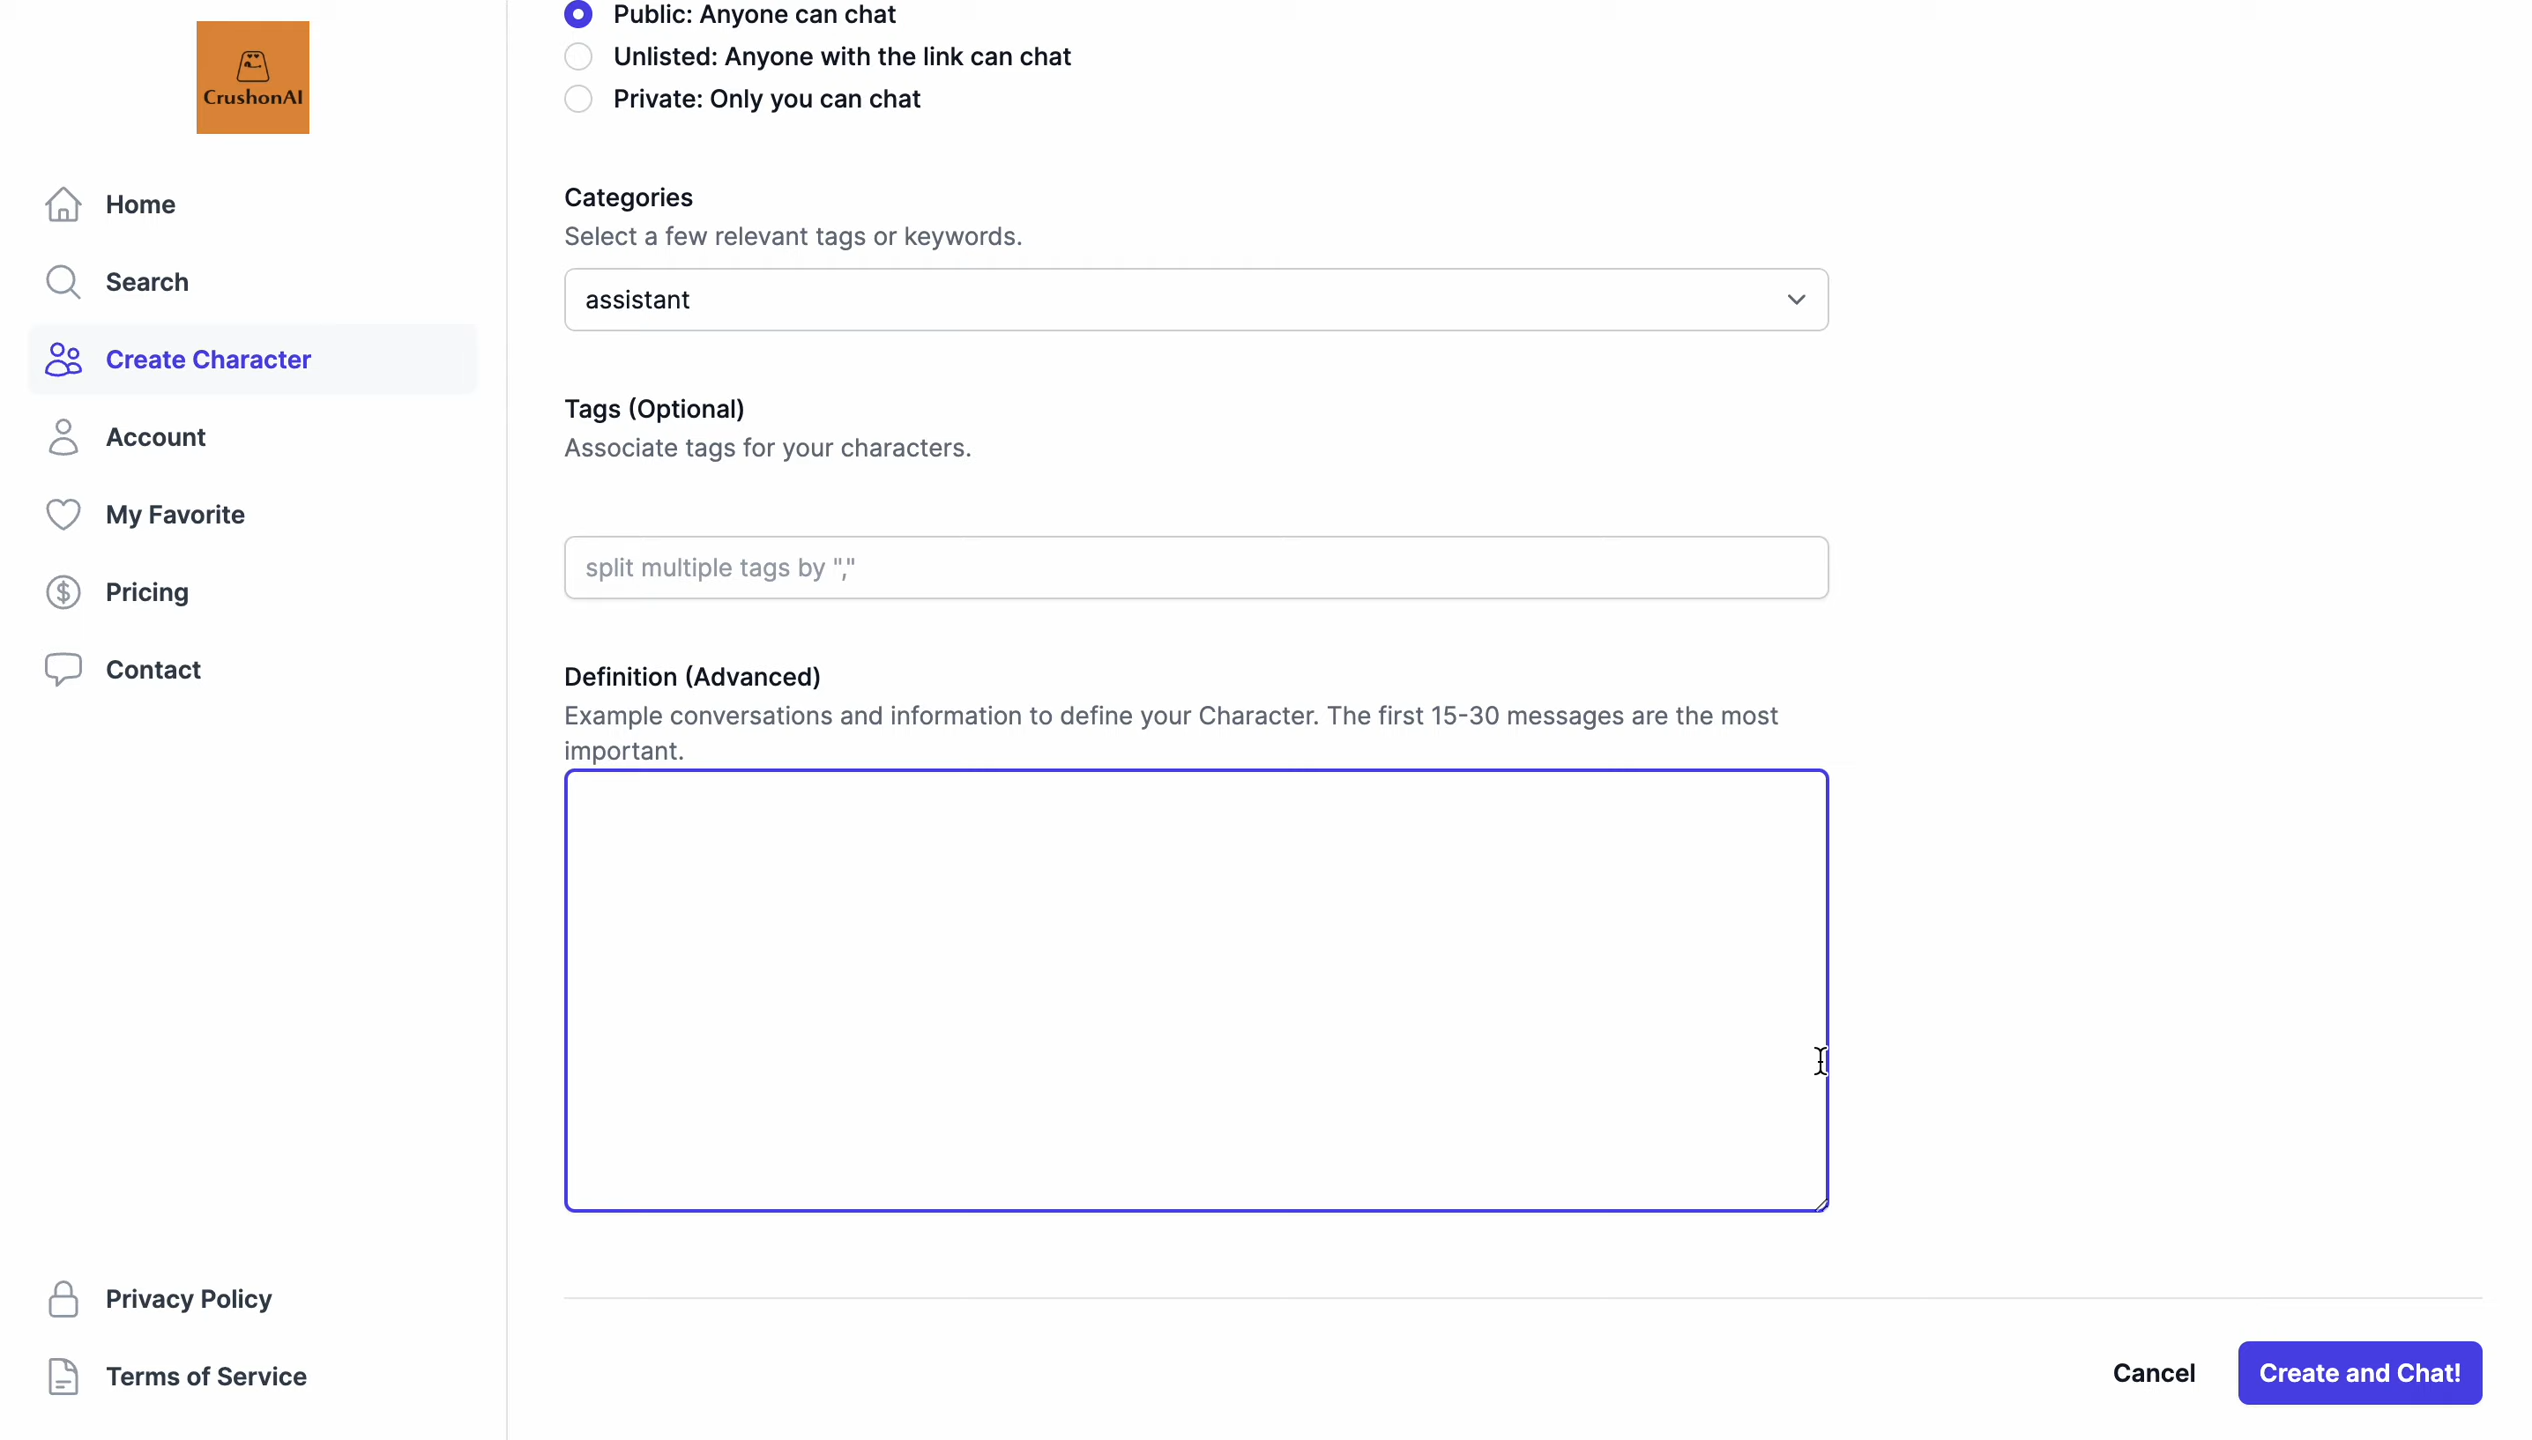 CrushonAI
Home
Search
Create Character
Account
My Favorite
Pricing
Contact
Privacy Policy
Terms of Service
Public: Anyone can chat
Unlisted: Anyone with the link can chat
Private: Only you can chat
Categories
Select a few relevant tags or keywords.
assistant
Tags (Optional)
Associate tags for your characters.
split multiple tags by ","
Definition (Advanced)
Example conversations and information to define your Character. The first 15-30 messages are the most
important.
Cancel
Create and Chat!